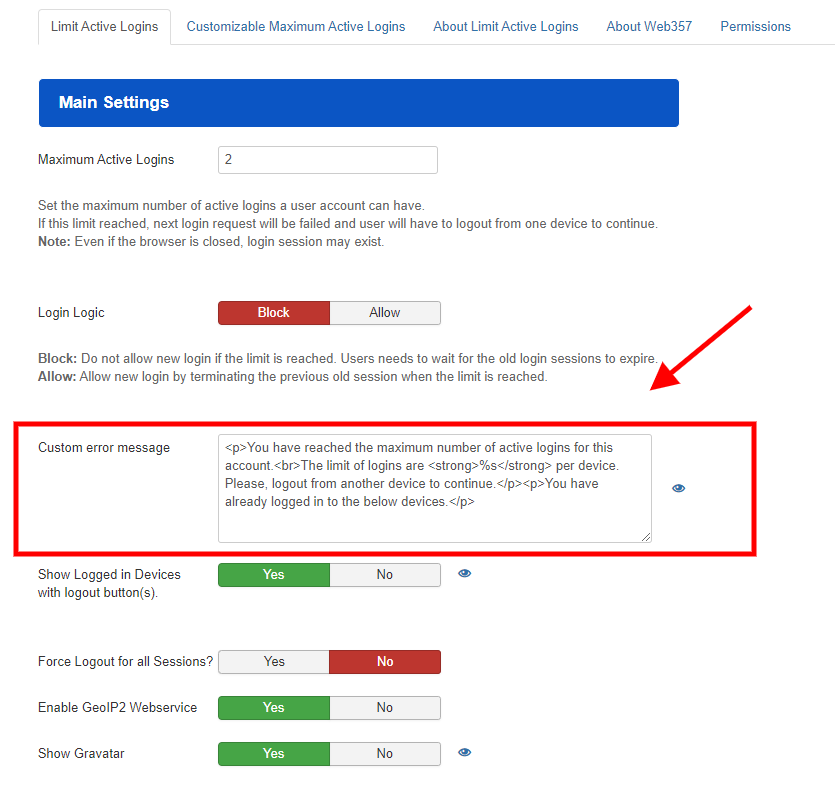 Limit Active Logins
Customizable Maximum Active Logins
About Limit Active Logins
About Web357
Permissions
Main Settings
Maximum Active Logins
2
Set the maximum number of active logins a user account can have.
If this limit reached, next login request will be failed and user will have to logout from one device to continue.
Note: Even if the browser is closed, login session may exist.
Login Logic
Block
Allow
Block: Do not allow new login if the limit is reached. Users needs to wait for the old login sessions to expire.
Allow: Allow new login by terminating the previous old session when the limit is reached.
Custom error message
<p>You have reached the maximum number of active logins for this
account.<br>The limit of logins are <strong>%s</strong> per device.
Please, logout from another device to continue.</p><p>You have
already logged in to the below devices.</p>
Show Logged in Devices
with logout button(s).
Yes
No
Force Logout for all Sessions?
Yes
No
Enable GeoIP2 Webservice
Yes
No
Show Gravatar
Yes
No